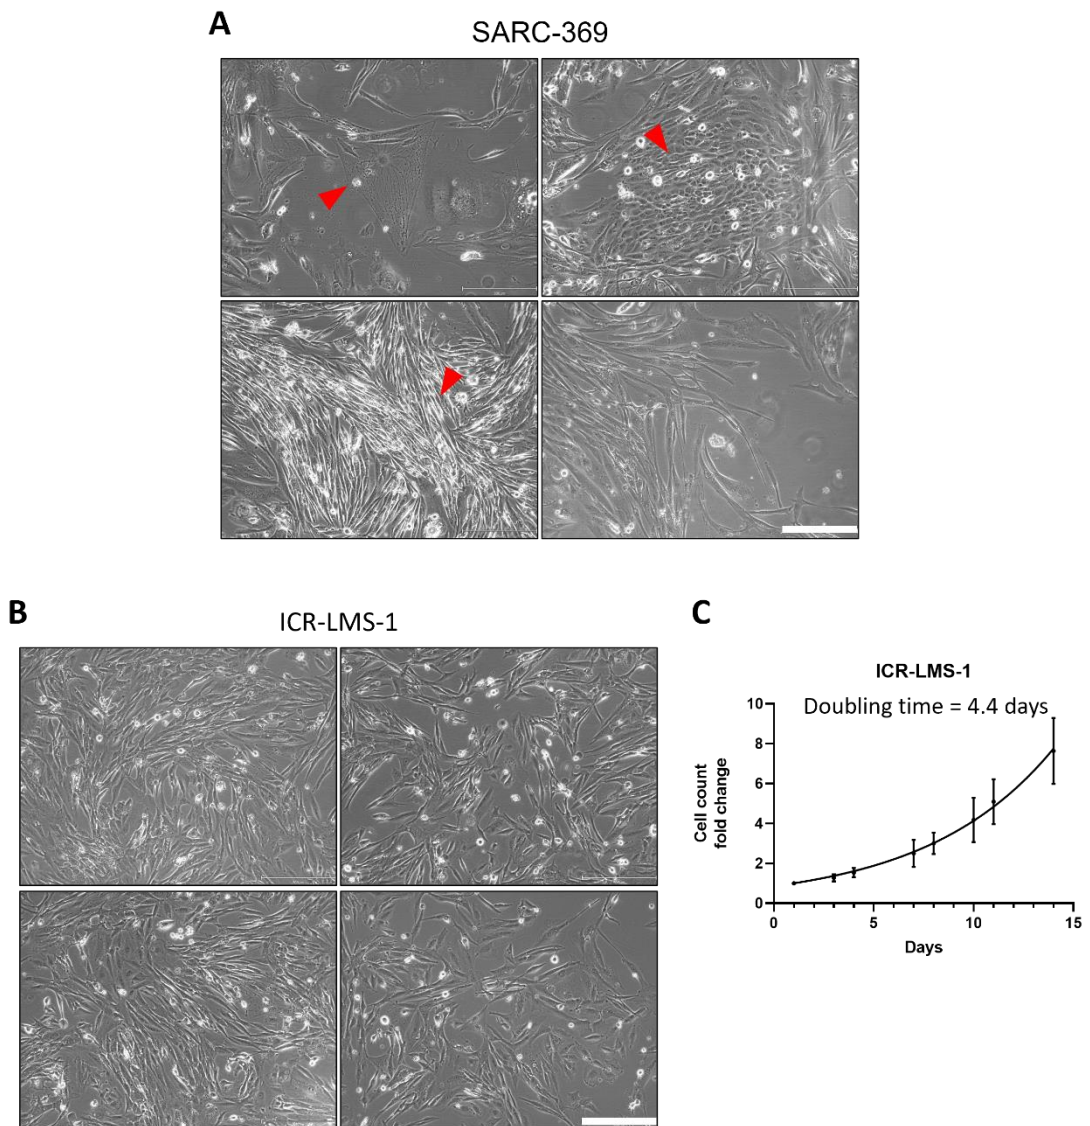 A
SARC-369
B
ICR-LMS-1
C
ICR-LMS-1
Doubling time = 4.4 days
Cell count
fold change
10
8
6
4
2
0
0
5
10
15
Days